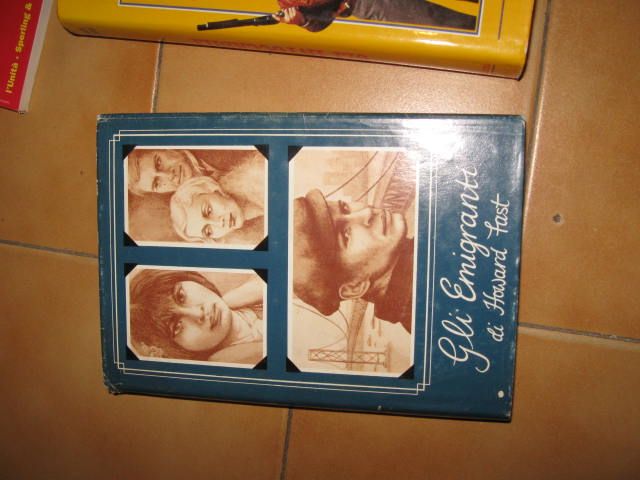 Gli Emigranti
di Howard Fast
l'Unità · Sporting &